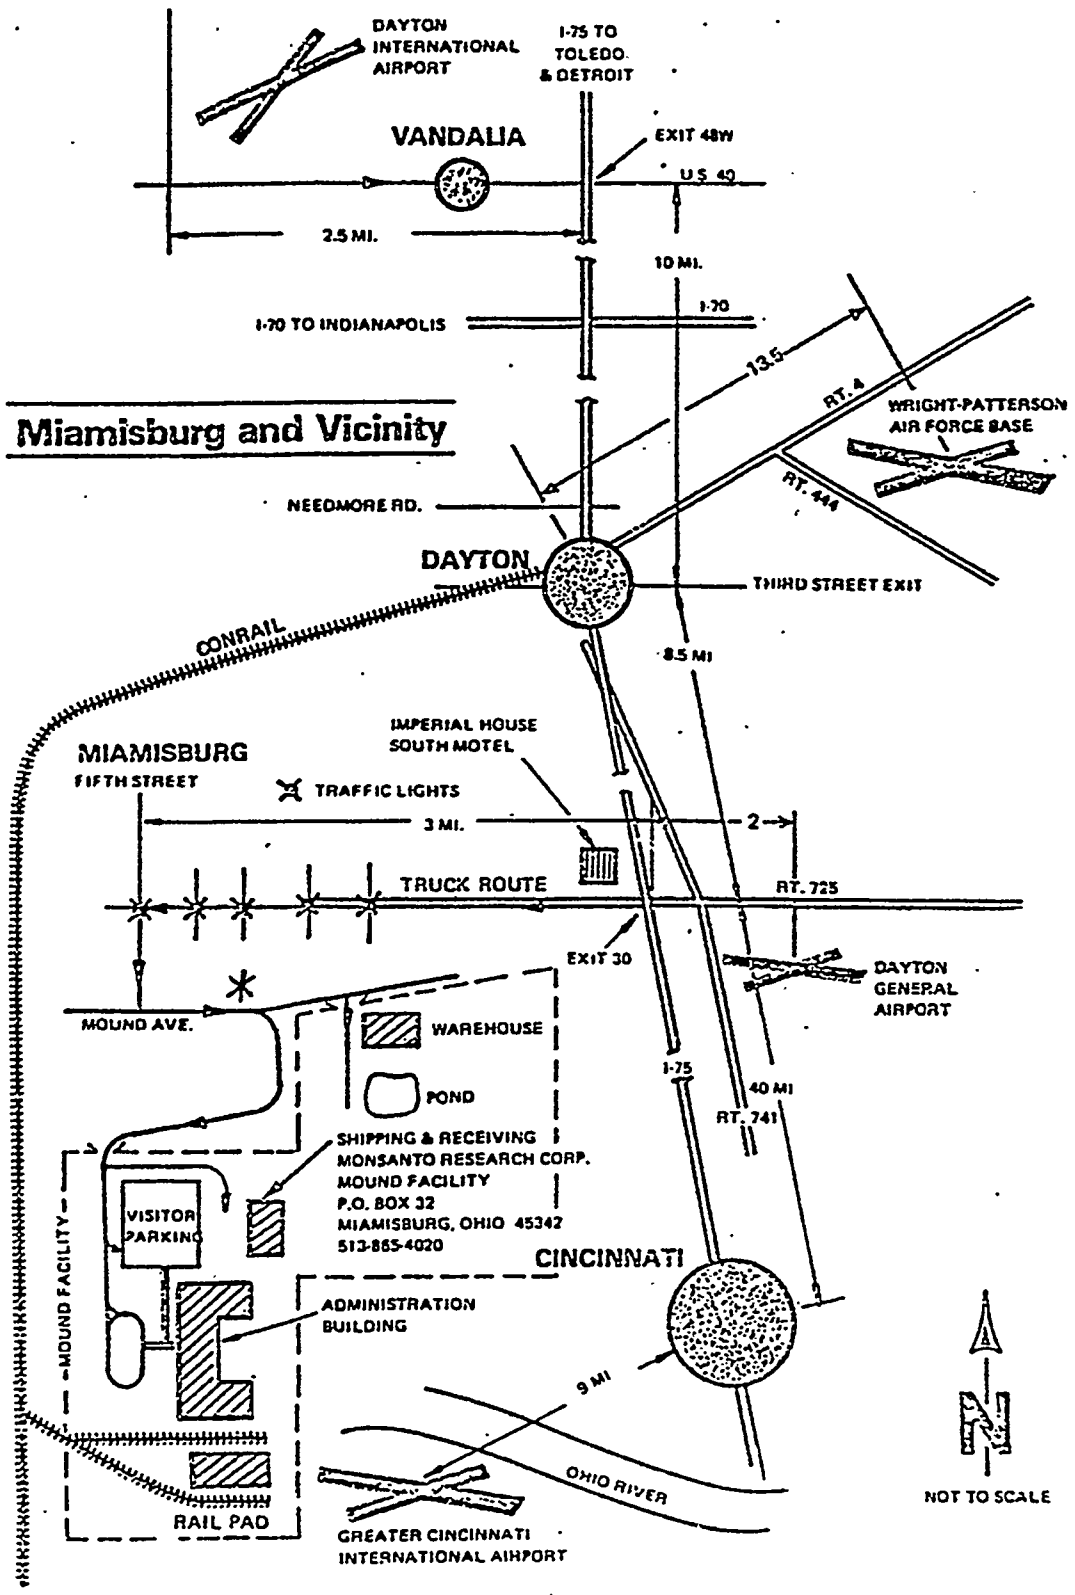 DAYTON
INTERNATIONAL
AIRPORT
I-75 TO
TOLEDO
& DETROIT
VANDALIA
EXIT 48W
U.S. 40
2.5 MI.
10 MI.
I-70 TO INDIANAPOLIS
I-70
13.5
RT. 4
WRIGHT-PATTERSON
AIR FORCE BASE
Miamisburg and Vicinity
RT. 444
NEEDMORE RD.
DAYTON
THIRD STREET EXIT
CONRAIL
8.5 MI
IMPERIAL HOUSE
SOUTH MOTEL
MIAMISBURG
FIFTH STREET
TRAFFIC LIGHTS
3 MI.
2
TRUCK ROUTE
RT. 725
EXIT 30
DAYTON
GENERAL
AIRPORT
MOUND AVE.
WAREHOUSE
I-75
POND
40 MI
RT. 741
SHIPPING & RECEIVING
MONSANTO RESEARCH CORP.
MOUND FACILITY
P.O. BOX 32
MIAMISBURG, OHIO 45342
513-865-4020
VISITOR
PARKING
MOUND FACILITY
CINCINNATI
ADMINISTRATION
BUILDING
9 MI
OHIO RIVER
N
NOT TO SCALE
RAIL PAD
GREATER CINCINNATI
INTERNATIONAL AIRPORT